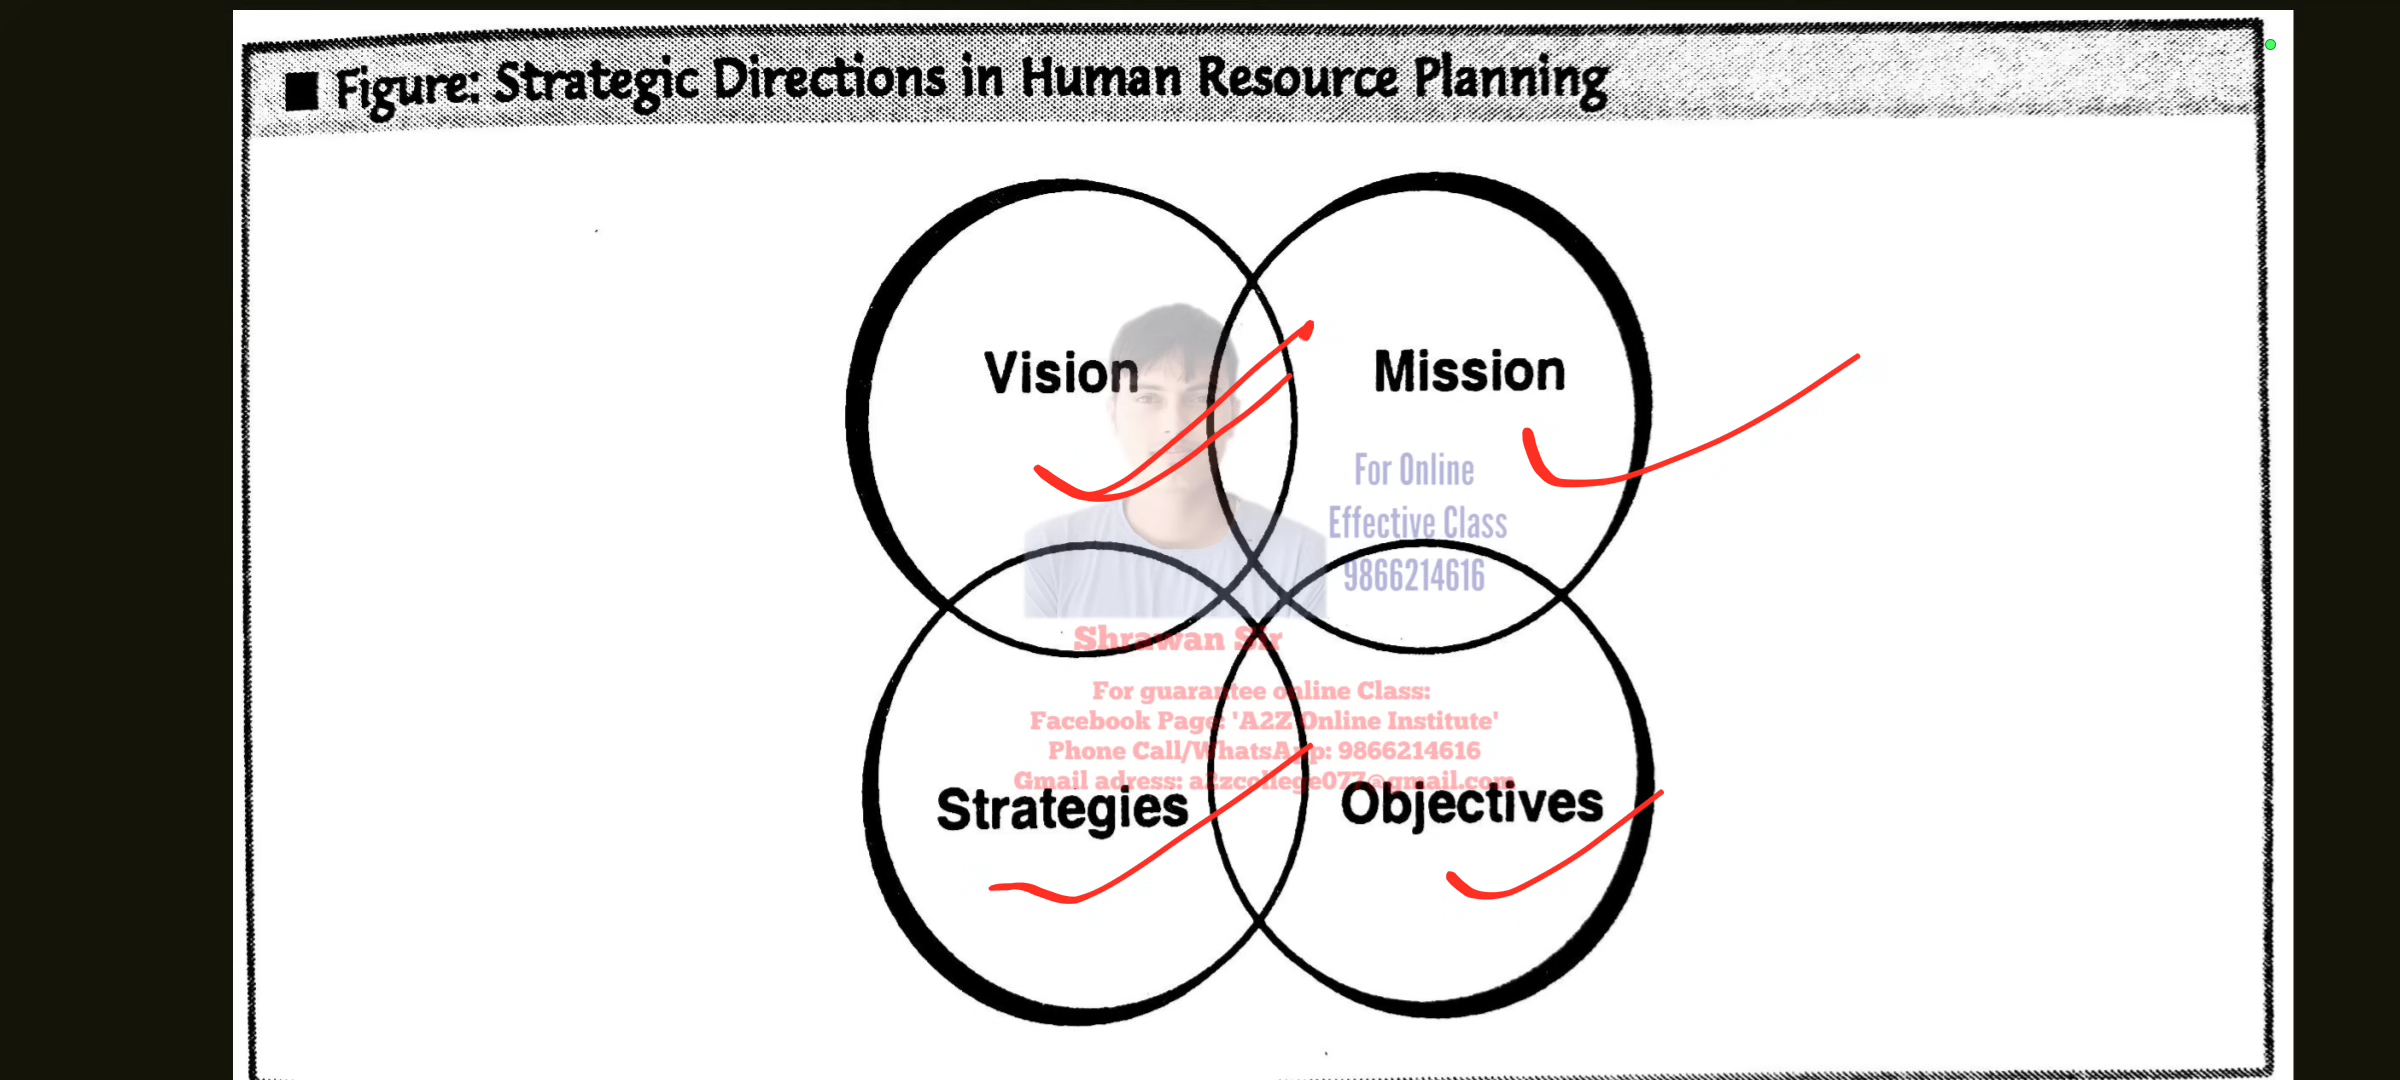 Figure: Strategic Directions in Human Resource Planning
Vision
Mission
For Online
Effective Class
9866214616
Shrawan Sir
For guarantee online Class:
Facebook Page: 'A2Z Online Institute'
Phone Call/WhatsApp: 9866214616
Gmail adress: a2zcollege077@gmail.com
Strategies
Objectives